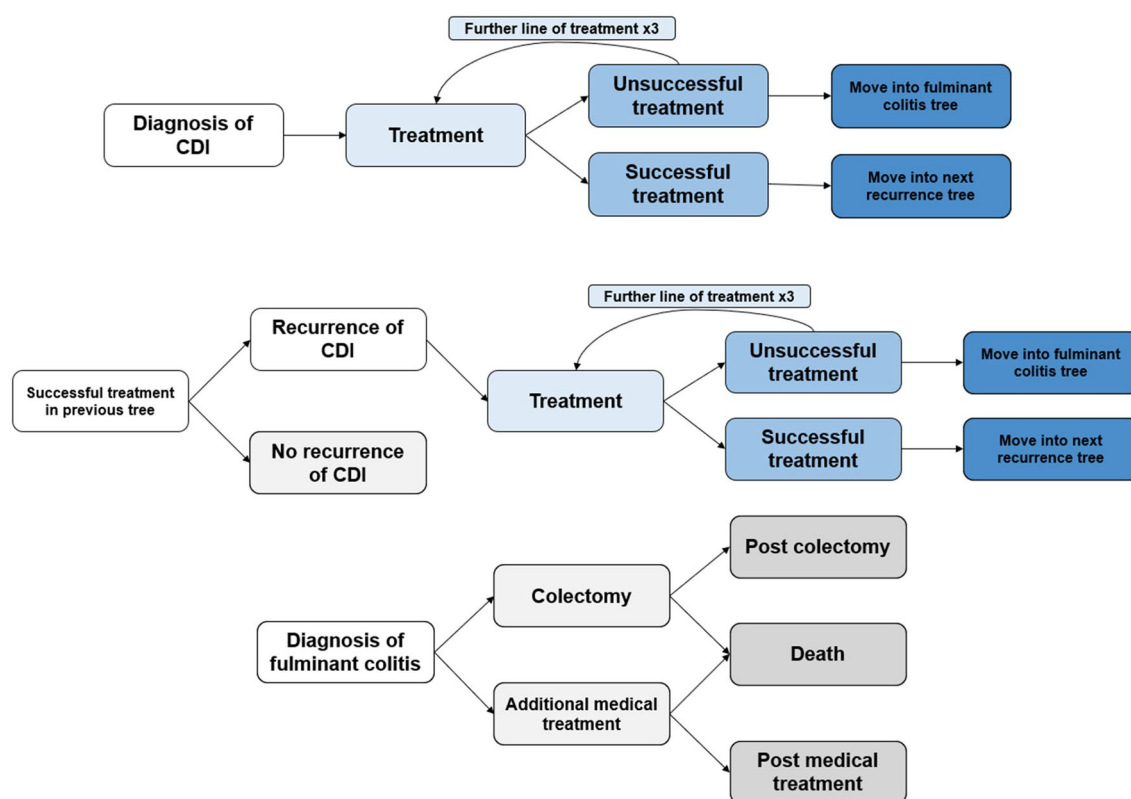 Further line of treatment x3
Unsuccessful
treatment
Move into fulminant
colitis tree
Diagnosis of
CDI
Treatment
Successful
treatment
Move into next
recurrence tree
Further line of treatment x3
Recurrence of
CDI
Unsuccessful
treatment
Move into fulminant
colitis tree
Successful treatment
in previous tree
Treatment
No recurrence
of CDI
Successful
treatment
Move into next
recurrence tree
Post colectomy
Colectomy
Diagnosis of
fulminant colitis
Death
Additional medical
treatment
Post medical
treatment